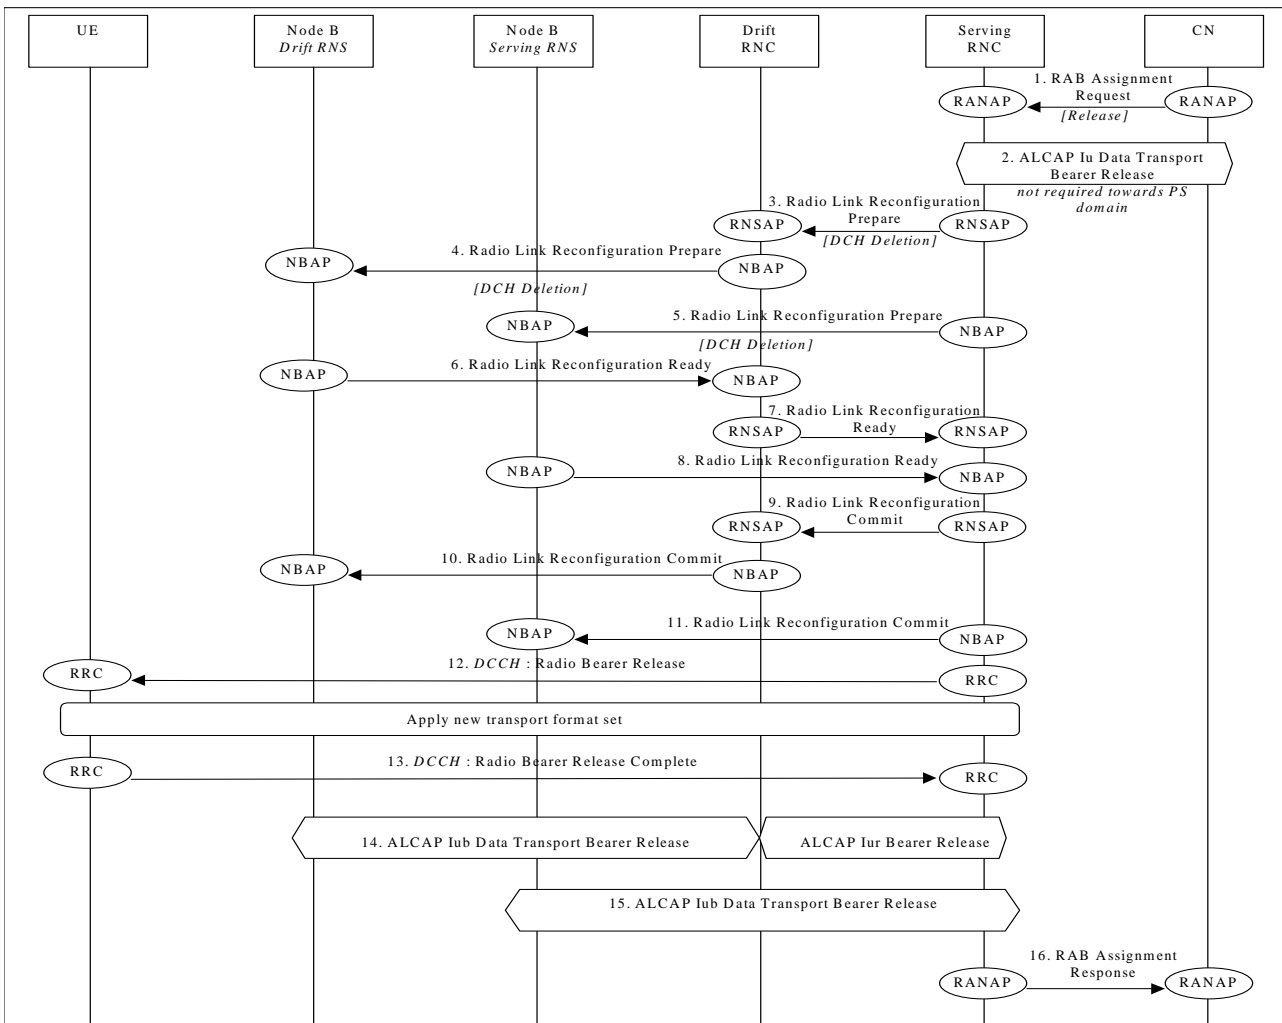 UE
Node B
Drift RNS
Node B
Serving RNS
Drift
RNC
Serving
RNC
CN
1. RAB Assignment
Request
RANAP
RANAP
[Release]
2. ALCAP Iu Data Transport
Bearer Release
not required towards PS
domain
3. Radio Link Reconfiguration
Prepare
RNSAP
RNSAP
[DCH Deletion]
4. Radio Link Reconfiguration Prepare
NBAP
NBAP
[DCH Deletion]
5. Radio Link Reconfiguration Prepare
NBAP
NBAP
[DCH Deletion]
6. Radio Link Reconfiguration Ready
NBAP
NBAP
7. Radio Link Reconfiguration
Ready
RNSAP
RNSAP
8. Radio Link Reconfiguration Ready
NBAP
NBAP
9. Radio Link Reconfiguration
Commit
RNSAP
RNSAP
10. Radio Link Reconfiguration Commit
NBAP
NBAP
11. Radio Link Reconfiguration Commit
NBAP
NBAP
12. DCCH : Radio Bearer Release
RRC
RRC
Apply new transport format set
13. DCCH : Radio Bearer Release Complete
RRC
RRC
14. ALCAP Iub Data Transport Bearer Release
ALCAP Iur Bearer Release
15. ALCAP Iub Data Transport Bearer Release
16. RAB Assignment
Response
RANAP
RANAP